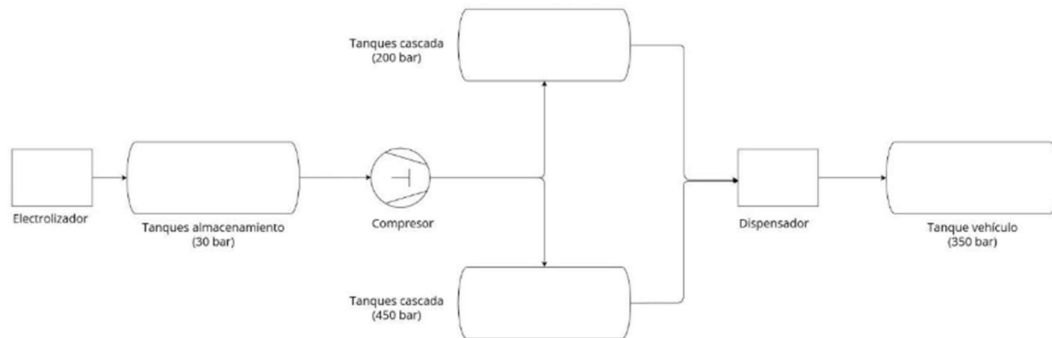 Tanques cascada
(200 bar)
Electrolizador
Tanques almacenamiento
(30 bar)
Compresor
Dispensador
Tanque vehículo
(350 bar)
Tanques cascada
(450 bar)